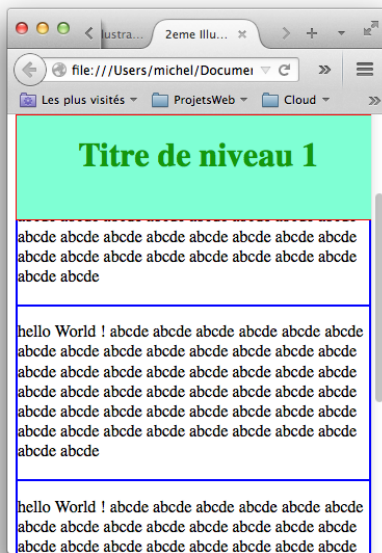 lustra...
2eme Illu...
file:///Users/michel/Documen
Les plus visités
ProjetsWeb
Cloud
Titre de niveau 1
abcde abcde abcde abcde abcde abcde abcde abcde
abcde abcde abcde abcde abcde abcde abcde abcde
abcde abcde
hello World ! abcde abcde abcde abcde abcde abcde
abcde abcde abcde abcde abcde abcde abcde abcde
abcde abcde abcde abcde abcde abcde abcde abcde
abcde abcde abcde abcde abcde abcde abcde abcde
abcde abcde abcde abcde abcde abcde abcde abcde
abcde abcde abcde abcde abcde abcde abcde abcde
abcde abcde
hello World ! abcde abcde abcde abcde abcde abcde
abcde abcde abcde abcde abcde abcde abcde abcde
abcde abcde abcde abcde abcde abcde abcde abcde